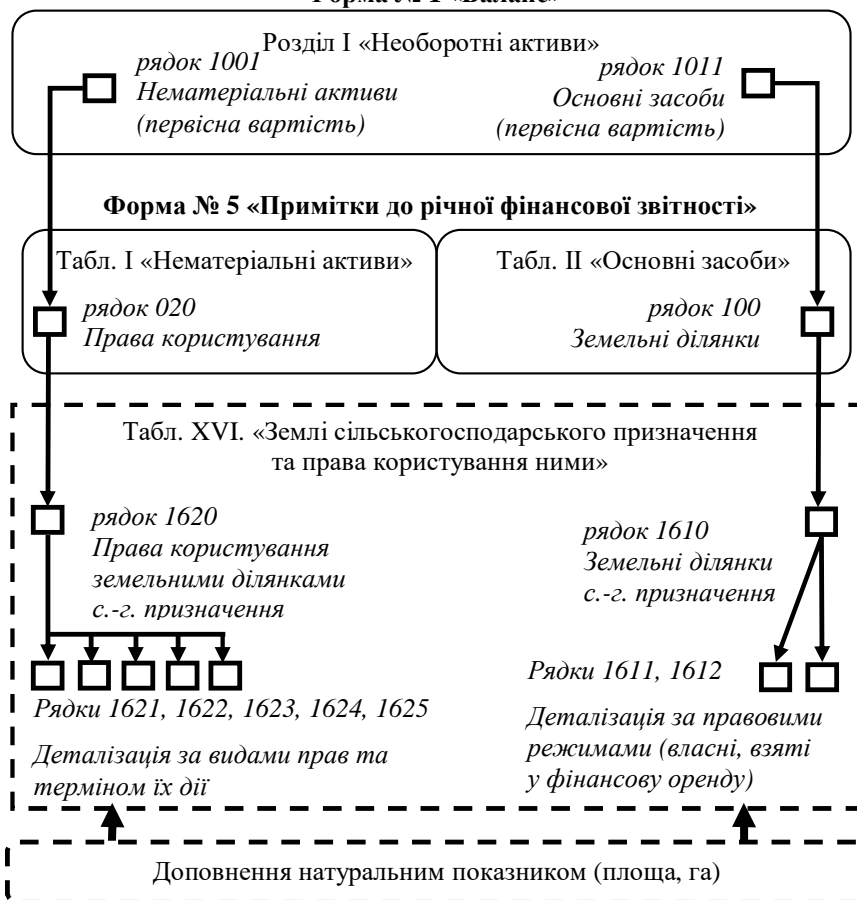 Форма № 1 «Баланс»
Розділ І «Необоротні активи»
рядок 1001
Нематеріальні активи
(первісна вартість)
рядок 1011
Основні засоби
(первісна вартість)
Форма № 5 «Примітки до річної фінансової звітності»
Табл. І «Нематеріальні активи»
рядок 020
Права користування
Табл. ІІ «Основні засоби»
рядок 100
Земельні ділянки
Табл. XVI. «Землі сільськогосподарського призначення
та права користування ними»
рядок 1620
Права користування
земельними ділянками
с.-г. призначення
рядок 1610
Земельні ділянки
с.-г. призначення
Рядки 1621, 1622, 1623, 1624, 1625
Деталізація за видами прав та
терміном їх дії
Рядки 1611, 1612
Деталізація за правовими
режимами (власні, взяті
у фінансову оренду)
Доповнення натуральним показником (площа, га)